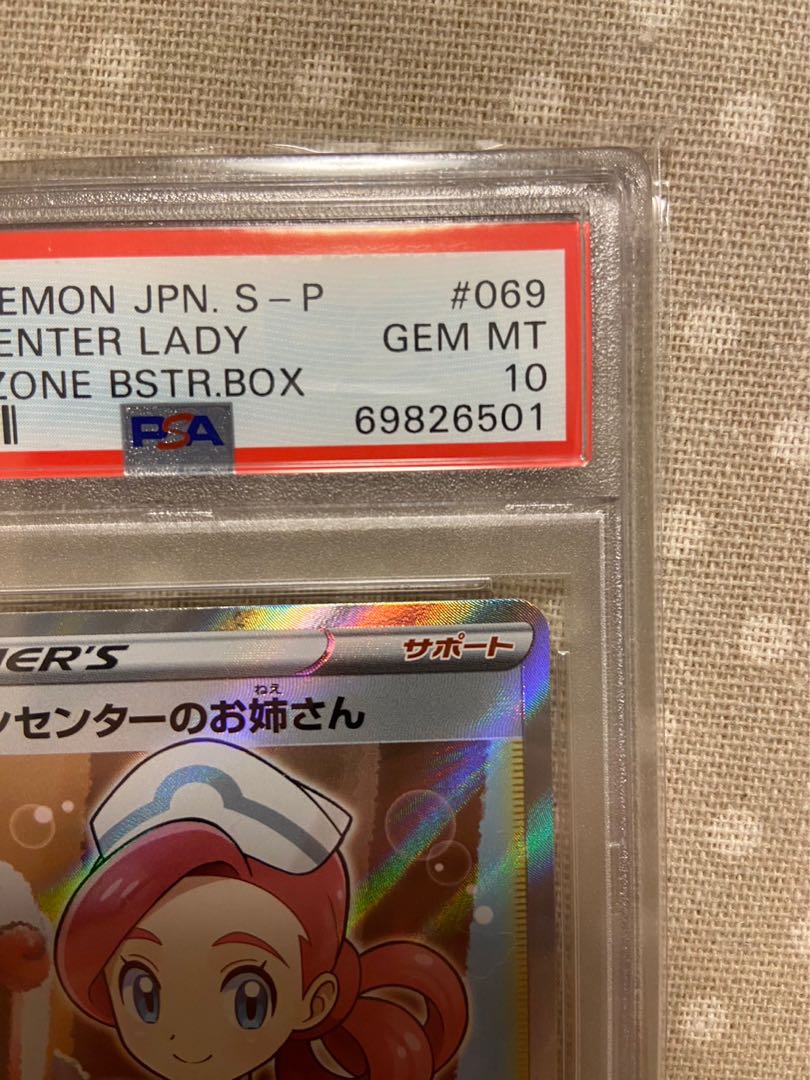 EMON JPN. S-P #069
ENTER LADY GEM MT
ZONE BSTR.BOX 10
PSA 69826501
ER'S サポート
ねえ
ンセンターのお姉さん